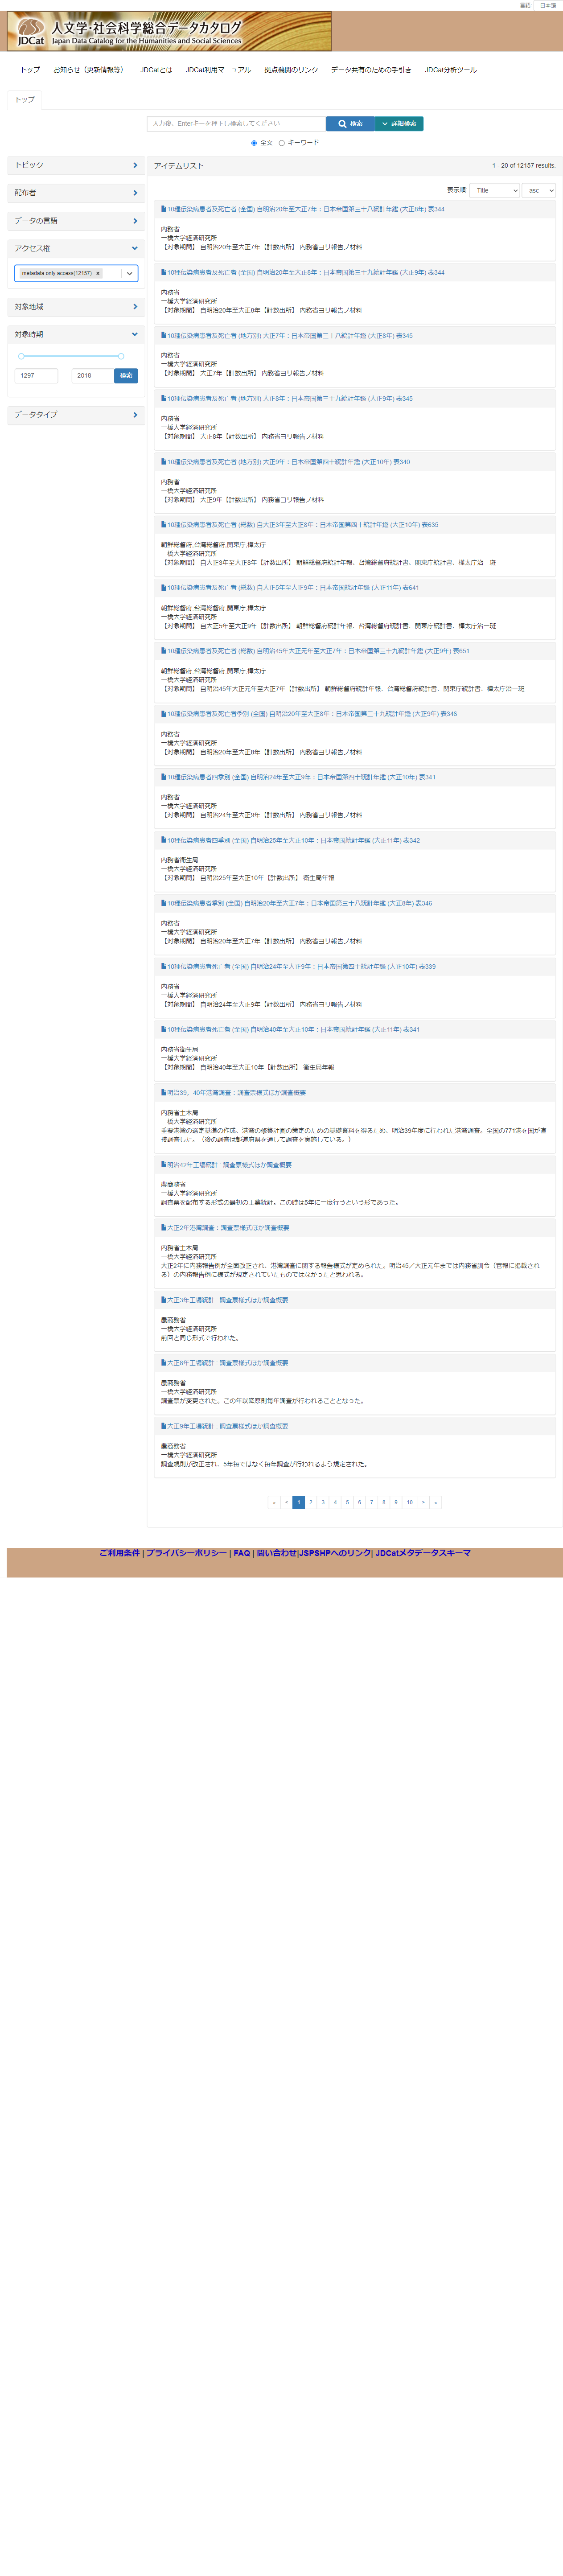 言語 日本語
JDCat 人文学・社会科学総合データカタログ
Japan Data Catalog for the Humanities and Social Sciences
トップ お知らせ（更新情報等） JDCatとは JDCat利用マニュアル 拠点機関のリンク データ共有のための手引き JDCat分析ツール
トップ
入力後、Enterキーを押下し検索してください 検索 詳細検索
全文 キーワード
トピック
配布者
データの言語
アクセス権
metadata only access(12157) ×
対象地域
対象時期
1297 2018 検索
データタイプ
アイテムリスト 1 - 20 of 12157 results.
表示順 Title asc
10種伝染病患者及死亡者 (全国) 自明治20年至大正7年：日本帝国第三十八統計年鑑 (大正8年) 表344
内務省
一橋大学経済研究所
【対象期間】 自明治20年至大正7年【計数出所】 内務省ヨリ報告ノ材料
10種伝染病患者及死亡者 (全国) 自明治20年至大正8年：日本帝国第三十九統計年鑑 (大正9年) 表344
内務省
一橋大学経済研究所
【対象期間】 自明治20年至大正8年【計数出所】 内務省ヨリ報告ノ材料
10種伝染病患者及死亡者 (地方別) 大正7年：日本帝国第三十八統計年鑑 (大正8年) 表345
内務省
一橋大学経済研究所
【対象期間】 大正7年【計数出所】 内務省ヨリ報告ノ材料
10種伝染病患者及死亡者 (地方別) 大正8年：日本帝国第三十九統計年鑑 (大正9年) 表345
内務省
一橋大学経済研究所
【対象期間】 大正8年【計数出所】 内務省ヨリ報告ノ材料
10種伝染病患者及死亡者 (地方別) 大正9年：日本帝国第四十統計年鑑 (大正10年) 表340
内務省
一橋大学経済研究所
【対象期間】 大正9年【計数出所】 内務省ヨリ報告ノ材料
10種伝染病患者及死亡者 (総数) 自大正3年至大正8年：日本帝国第四十統計年鑑 (大正10年) 表635
朝鮮総督府,台湾総督府,関東庁,樺太庁
一橋大学経済研究所
【対象期間】 自大正3年至大正8年【計数出所】 朝鮮総督府統計年報、台湾総督府統計書、関東庁統計書、樺太庁治一斑
10種伝染病患者及死亡者 (総数) 自大正5年至大正9年：日本帝国統計年鑑 (大正11年) 表641
朝鮮総督府,台湾総督府,関東庁,樺太庁
一橋大学経済研究所
【対象期間】 自大正5年至大正9年【計数出所】 朝鮮総督府統計年報、台湾総督府統計書、関東庁統計書、樺太庁治一斑
10種伝染病患者及死亡者 (総数) 自明治45年大正元年至大正7年：日本帝国第三十九統計年鑑 (大正9年) 表651
朝鮮総督府,台湾総督府,関東庁,樺太庁
一橋大学経済研究所
【対象期間】 自明治45年大正元年至大正7年【計数出所】 朝鮮総督府統計年報、台湾総督府統計書、関東庁統計書、樺太庁治一斑
10種伝染病患者及死亡者季別 (全国) 自明治20年至大正8年：日本帝国第三十九統計年鑑 (大正9年) 表346
内務省
一橋大学経済研究所
【対象期間】 自明治20年至大正8年【計数出所】 内務省ヨリ報告ノ材料
10種伝染病患者四季別 (全国) 自明治24年至大正9年：日本帝国第四十統計年鑑 (大正10年) 表341
内務省
一橋大学経済研究所
【対象期間】 自明治24年至大正9年【計数出所】 内務省ヨリ報告ノ材料
10種伝染病患者四季別 (全国) 自明治25年至大正10年：日本帝国統計年鑑 (大正11年) 表342
内務省衛生局
一橋大学経済研究所
【対象期間】 自明治25年至大正10年【計数出所】 衛生局年報
10種伝染病患者季別 (全国) 自明治20年至大正7年：日本帝国第三十八統計年鑑 (大正8年) 表346
内務省
一橋大学経済研究所
【対象期間】 自明治20年至大正7年【計数出所】 内務省ヨリ報告ノ材料
10種伝染病患者死亡者 (全国) 自明治24年至大正9年：日本帝国第四十統計年鑑 (大正10年) 表339
内務省
一橋大学経済研究所
【対象期間】 自明治24年至大正9年【計数出所】 内務省ヨリ報告ノ材料
10種伝染病患者死亡者 (全国) 自明治40年至大正10年：日本帝国統計年鑑 (大正11年) 表341
内務省衛生局
一橋大学経済研究所
【対象期間】 自明治40年至大正10年【計数出所】 衛生局年報
明治39、40年港湾調査：調査票様式ほか調査概要
内務省土木局
一橋大学経済研究所
重要港湾の選定基準の作成、港湾の修築計画の策定のための基礎資料を得るため、明治39年度に行われた港湾調査。全国の771港を国が直
接調査した。（後の調査は都道府県を通して調査を実施している。）
明治42年工場統計：調査票様式ほか調査概要
農商務省
一橋大学経済研究所
調査票を配布する形式の最初の工業統計。この時は5年に一度行うという形であった。
大正2年港湾調査：調査票様式ほか調査概要
内務省土木局
一橋大学経済研究所
大正2年に内務報告例が全面改正され、港湾調査に関する報告様式が定められた。明治45／大正元年までは内務省訓令（官報に掲載され
る）の内務報告例に様式が規定されていたものではなかったと思われる。
大正3年工場統計：調査票様式ほか調査概要
農商務省
一橋大学経済研究所
前回と同じ形式で行われた。
大正8年工場統計：調査票様式ほか調査概要
農商務省
一橋大学経済研究所
調査票が変更された。この年以降原則毎年調査が行われることとなった。
大正9年工場統計：調査票様式ほか調査概要
農商務省
一橋大学経済研究所
調査規則が改正され、5年毎ではなく毎年調査が行われるよう規定された。
« < 1 2 3 4 5 6 7 8 9 10 > »
ご利用条件 | プライバシーポリシー | FAQ | 問い合わせ|JSPSHPへのリンク| JDCatメタデータスキーマ